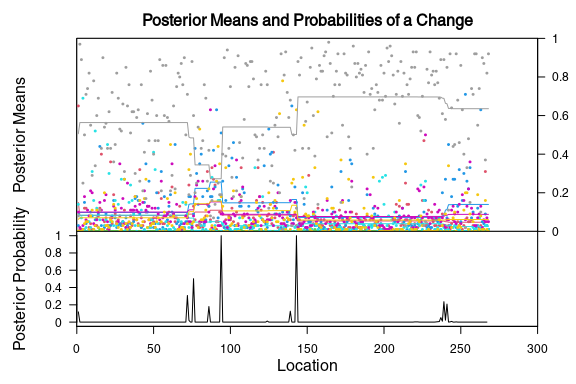 Posterior Means and Probabilities of a Change
Posterior Means
1
0.8
0.6
0.4
0.2
0
Posterior Probability
1
0.8
0.6
0.4
0.2
0
0 50 100 150 200 250 300
Location